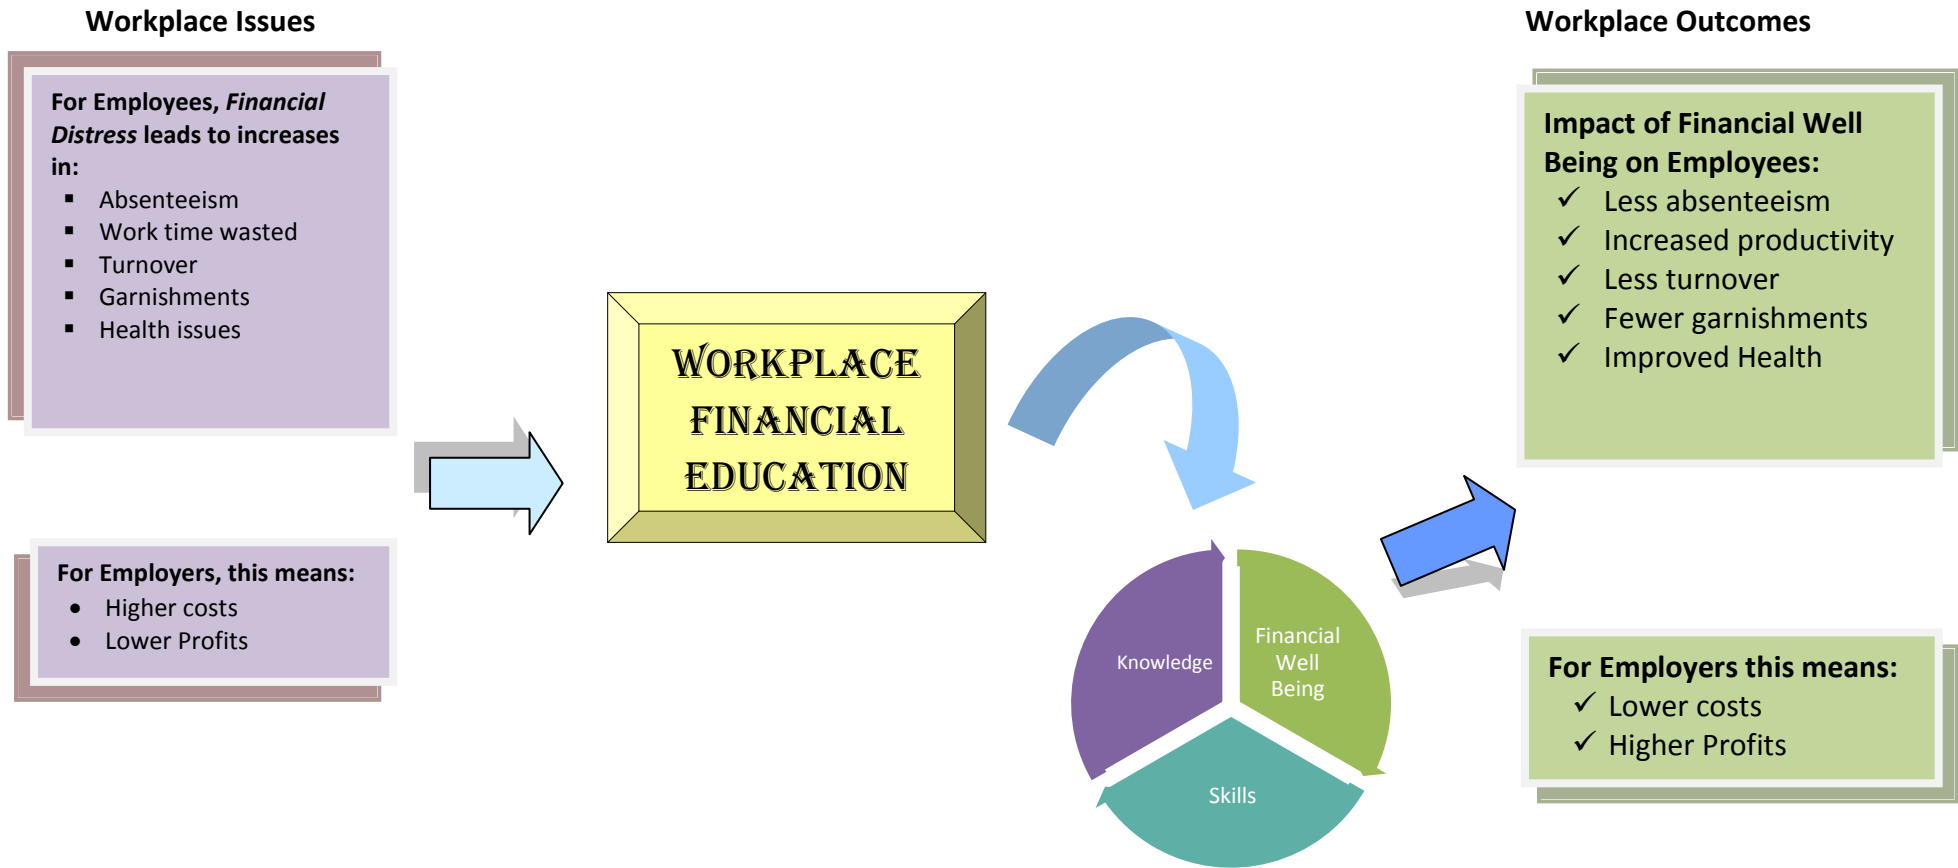 Workplace Issues
For Employees, Financial
Distress leads to increases
in:
▪ Absenteeism
▪ Work time wasted
▪ Turnover
▪ Garnishments
▪ Health issues
For Employers, this means:
• Higher costs
• Lower Profits
WORKPLACE
FINANCIAL
EDUCATION
Knowledge
Financial
Well
Being
Skills
Workplace Outcomes
Impact of Financial Well
Being on Employees:
✓ Less absenteeism
✓ Increased productivity
✓ Less turnover
✓ Fewer garnishments
✓ Improved Health
For Employers this means:
✓ Lower costs
✓ Higher Profits